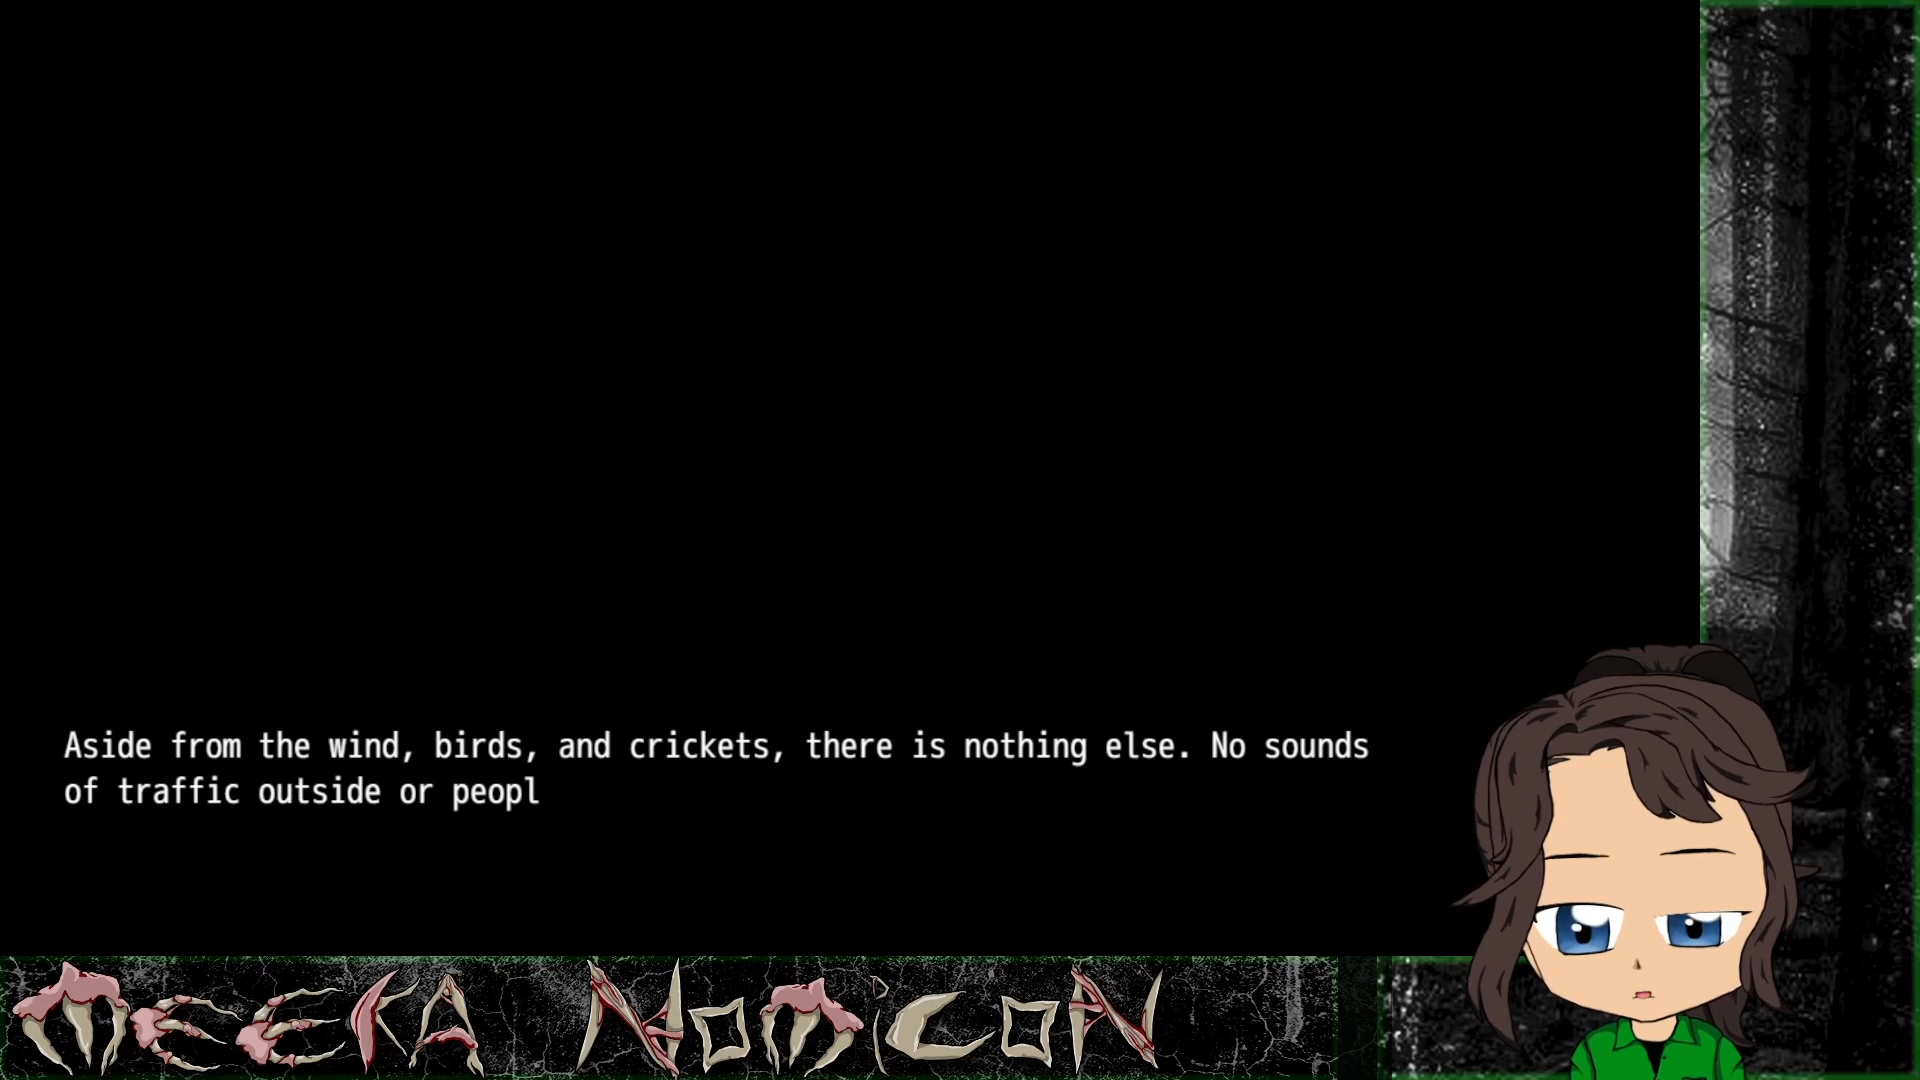 Aside from the wind, birds, and crickets, there is nothing else. No sounds
of traffic outside or peopl
MEEKA NOMICON